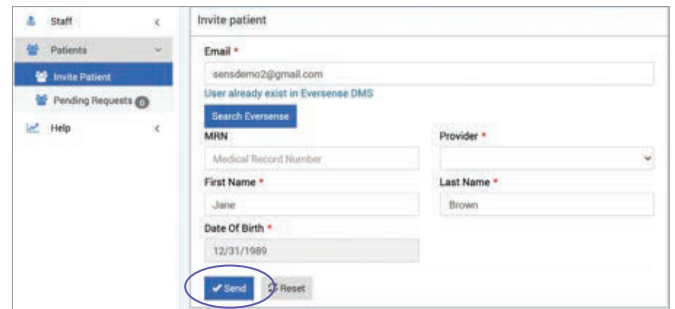 Staff
Patients
Invite Patient
Pending Requests 0
Help
Invite patient
Email *
sensdemo2@gmail.com
User already exist in Eversense DMS
Search Eversense
MRN
Provider *
Medical Record Number
First Name *
Last Name *
Jane
Brown
Date Of Birth *
12/31/1989
Send
Reset